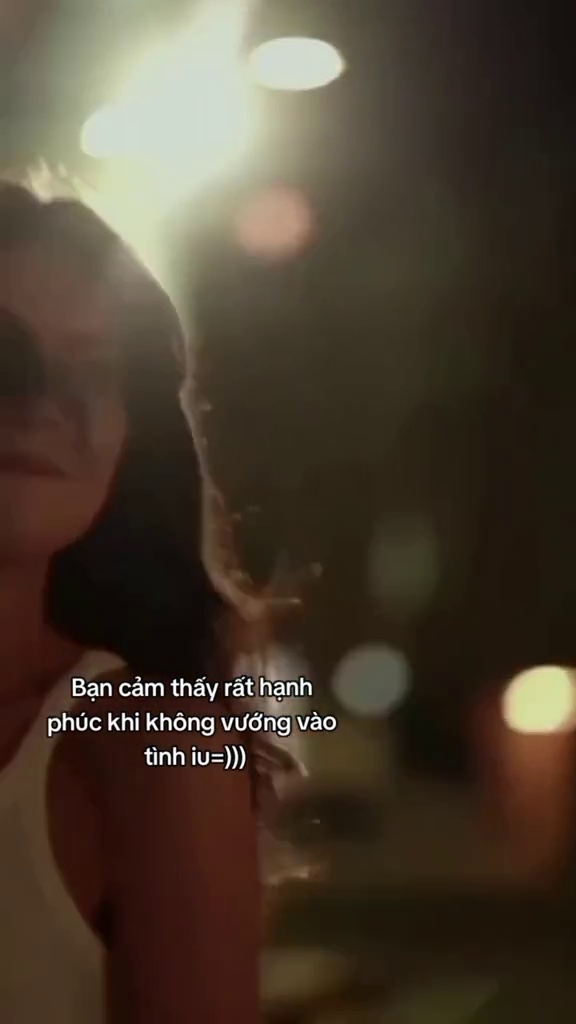 Bạn cảm thấy rất hạnh
phúc khi không vướng vào
tình iu=)))